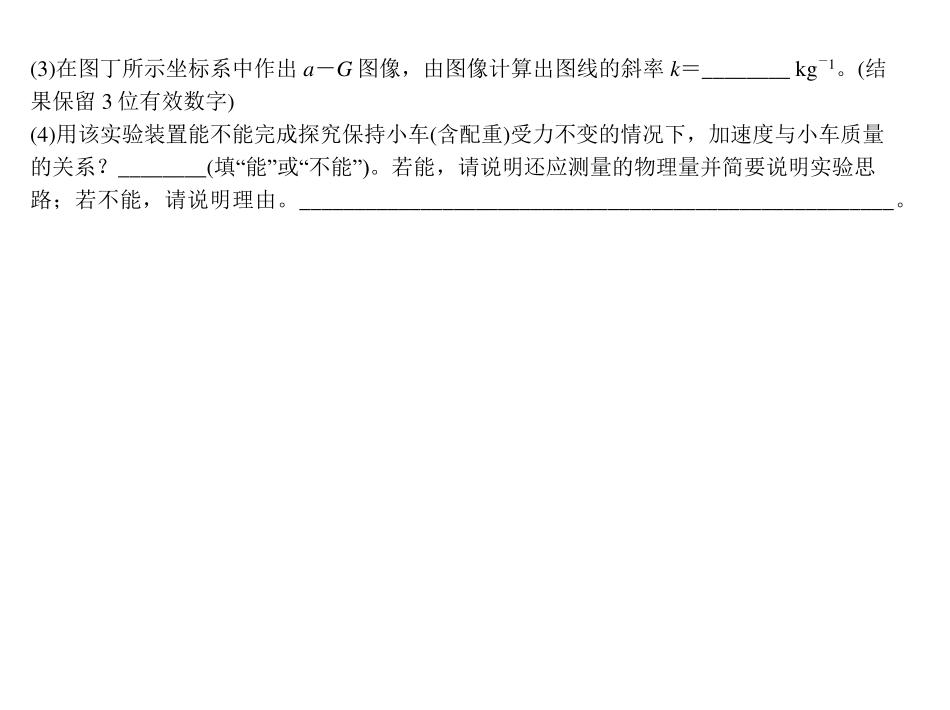 (3)在图丁所示坐标系中作出 a－G 图像，由图像计算出图线的斜率 k＝________ kg⁻¹。(结
果保留 3 位有效数字)
(4)用该实验装置能不能完成探究保持小车(含配重)受力不变的情况下，加速度与小车质量
的关系？________(填“能”或“不能”)。若能，请说明还应测量的物理量并简要说明实验思
路；若不能，请说明理由。______________________________________________________。